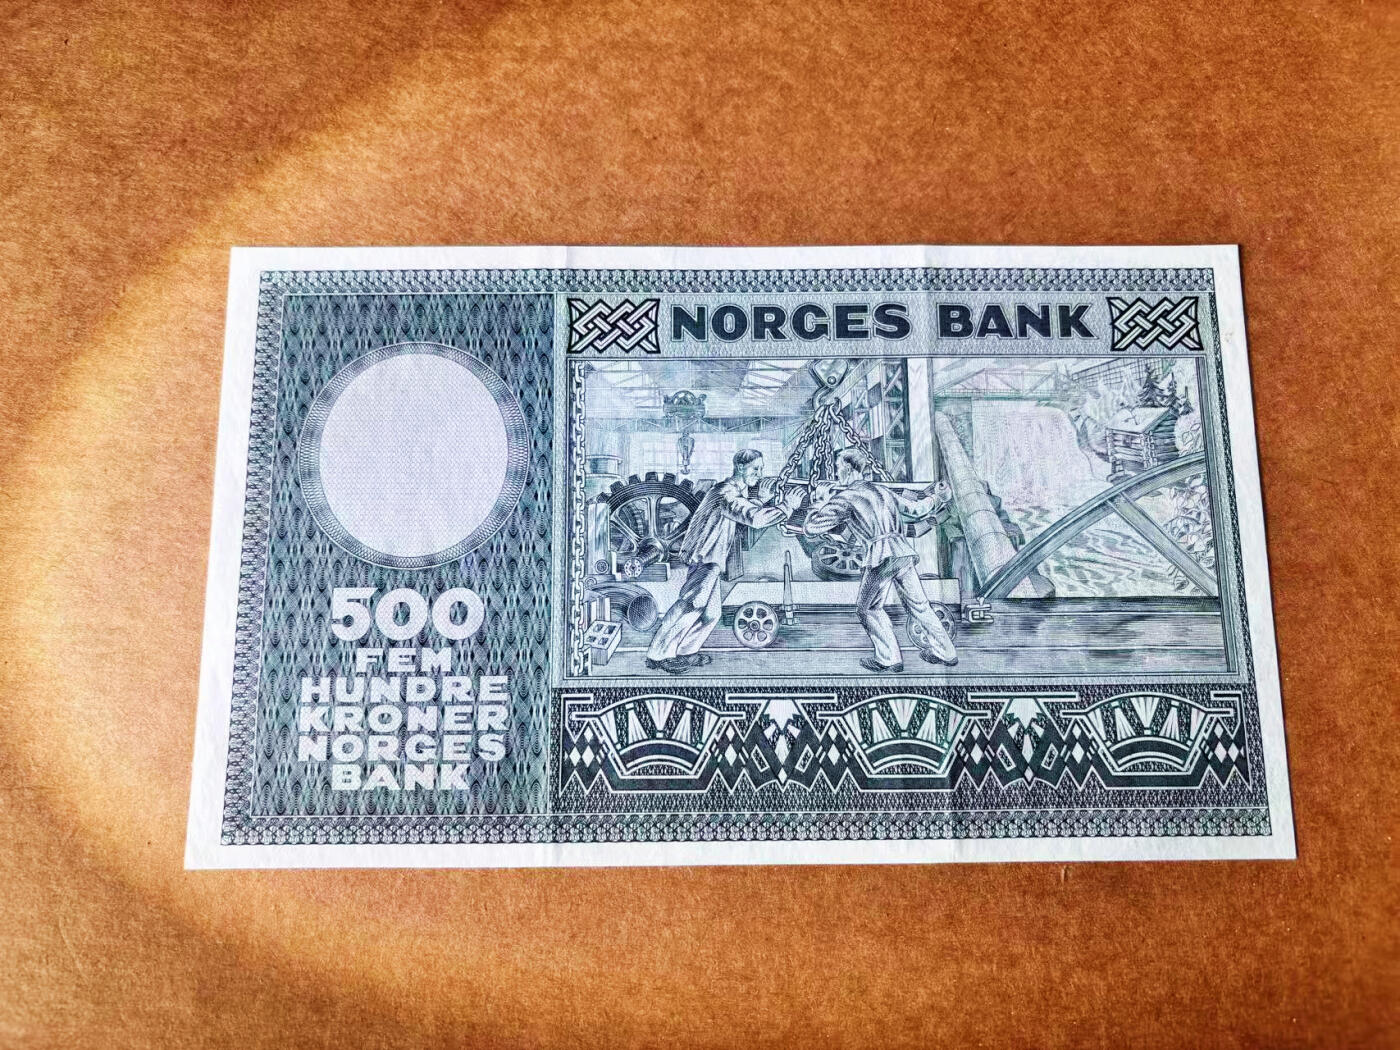 NORGES BANK
500
FEM
HUNDRE
KRONER
NORGES
BANK